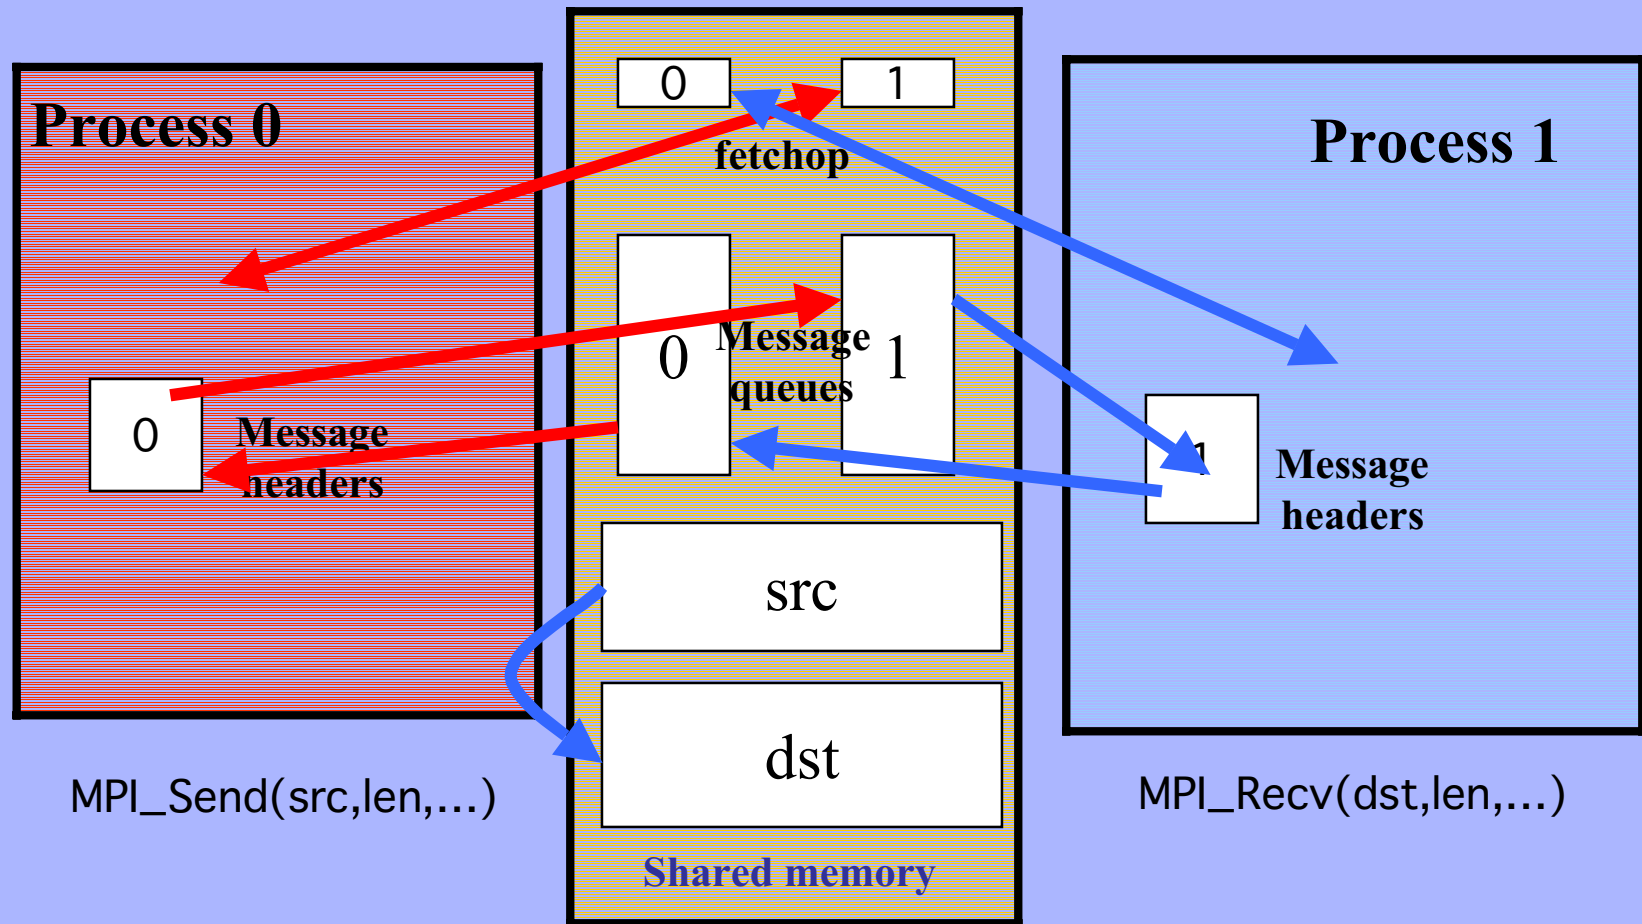 Process 0
0
Message
headers
MPI_Send(src,len,...)
0
1
fetchop
0
Message
queues
1
src
dst
Shared memory
Process 1
1
Message
headers
MPI_Recv(dst,len,...)